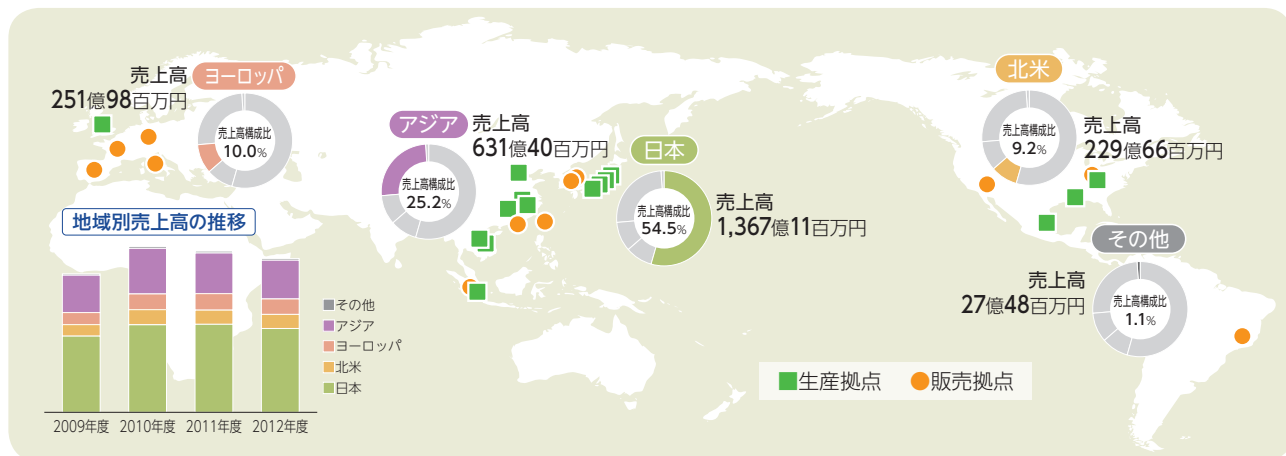 ヨーロッパ
売上高
251億98百万円
売上高構成比
10.0%
アジア
売上高
631億40百万円
売上高構成比
25.2%
日本
売上高
1,367億11百万円
売上高構成比
54.5%
北米
売上高
229億66百万円
売上高構成比
9.2%
その他
売上高
27億48百万円
売上高構成比
1.1%
地域別売上高の推移
その他
アジア
ヨーロッパ
北米
日本
2009年度 2010年度 2011年度 2012年度
生産拠点 販売拠点